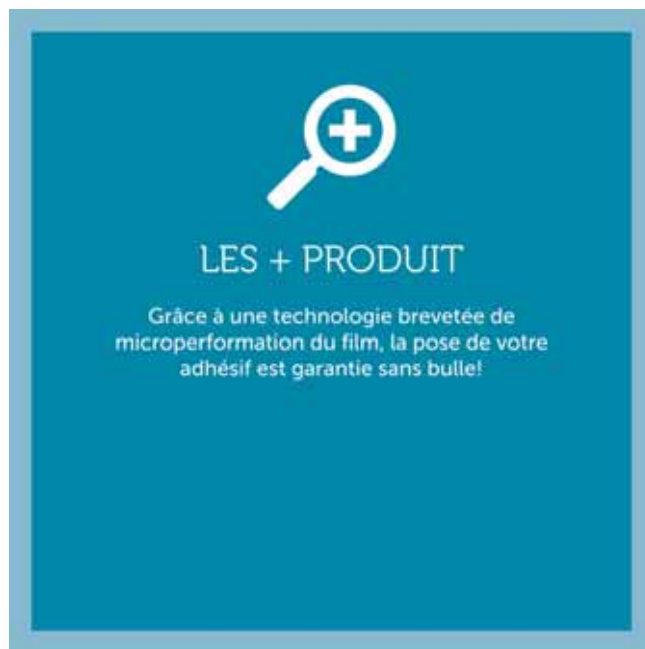 LES + PRODUIT
Grâce à une technologie brevetée de
microperformation du film, la pose de votre
adhésif est garantie sans bulle!